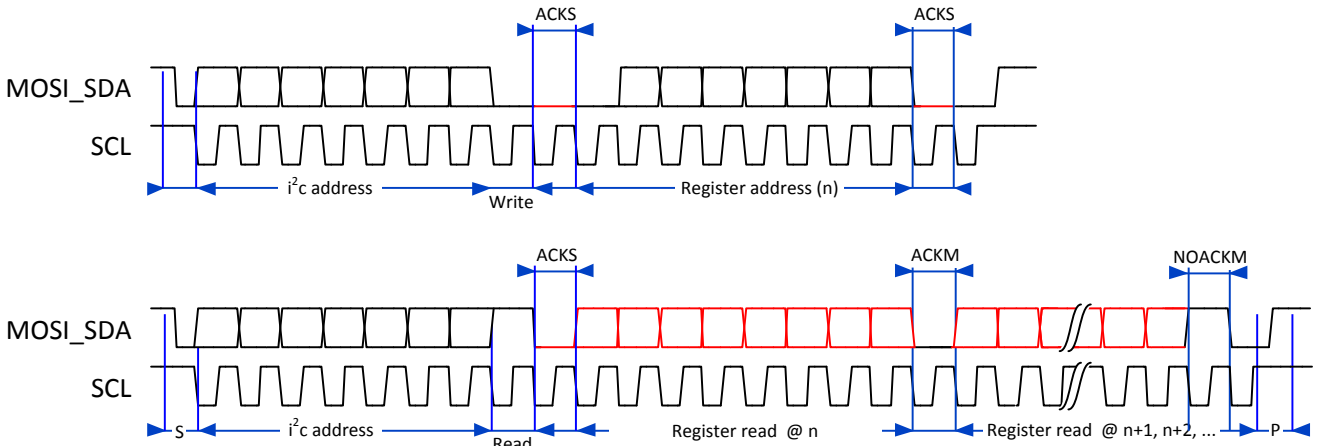 ACKS ACKS
MOSI_SDA
SCL
i²c address Write Register address (n)
ACKS ACKM NOACKM
MOSI_SDA
SCL
S i²c address Read Register read @ n Register read @ n+1, n+2, ... P